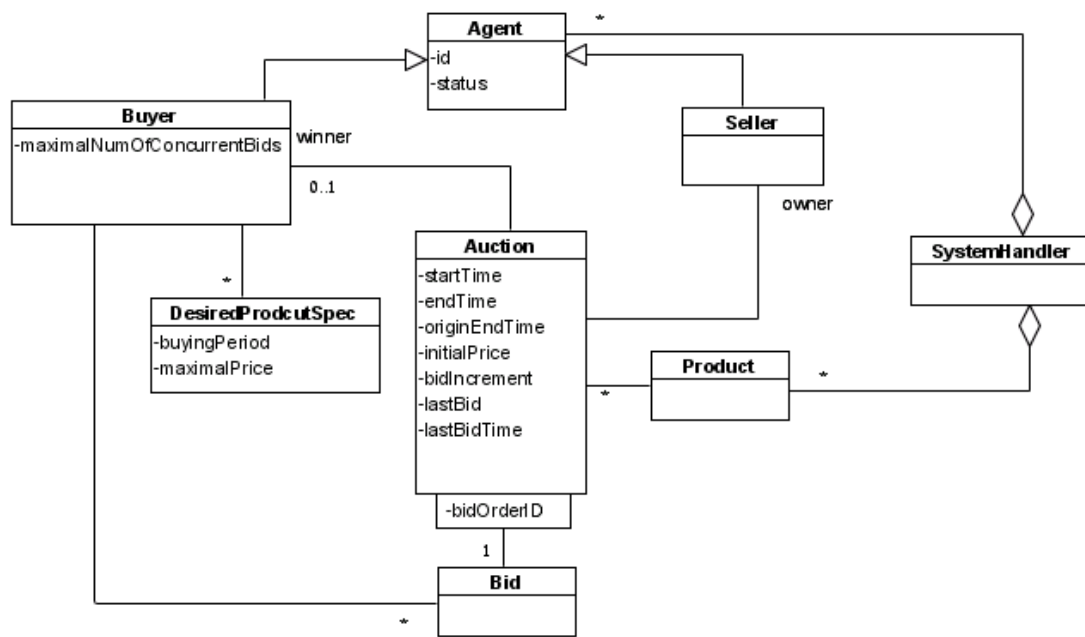 Agent
-id
-status
*
Buyer
-maximalNumOfConcurrentBids
winner
0..1
Seller
owner
Auction
-startTime
-endTime
-originEndTime
-initialPrice
-bidIncrement
-lastBid
-lastBidTime
-bidOrderID
SystemHandler
*
DesiredProdcutSpec
-buyingPeriod
-maximalPrice
Product
*
*
1
Bid
*